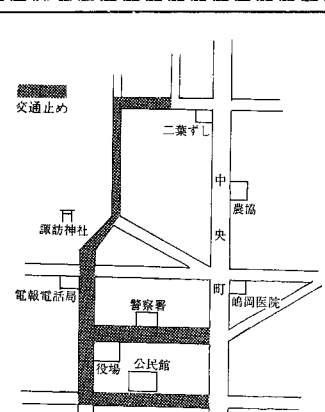 交通止め
二葉ずし
中央町
農協
諏訪神社
電報電話局
警察署
嶋岡医院
役場
公民館